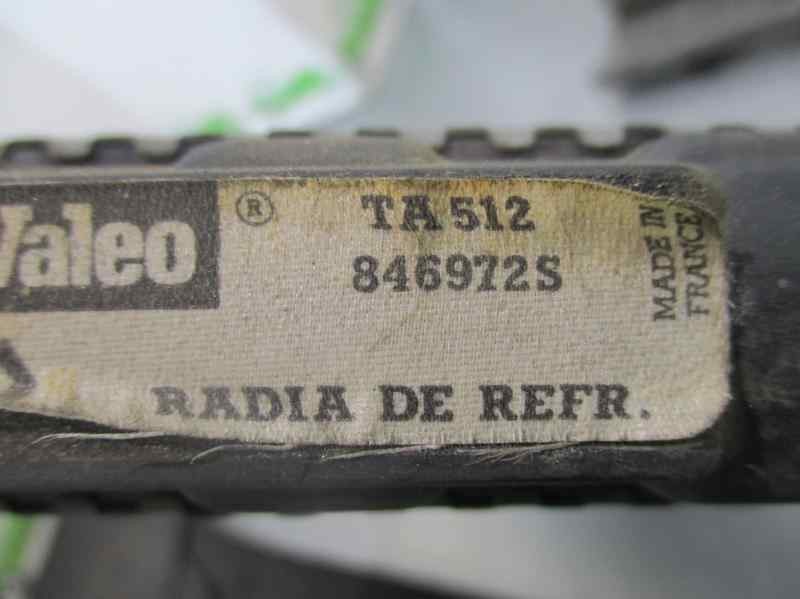 Valeo ® TA 512
846972S
MADE IN
FRANCE
RADIA DE REFR.